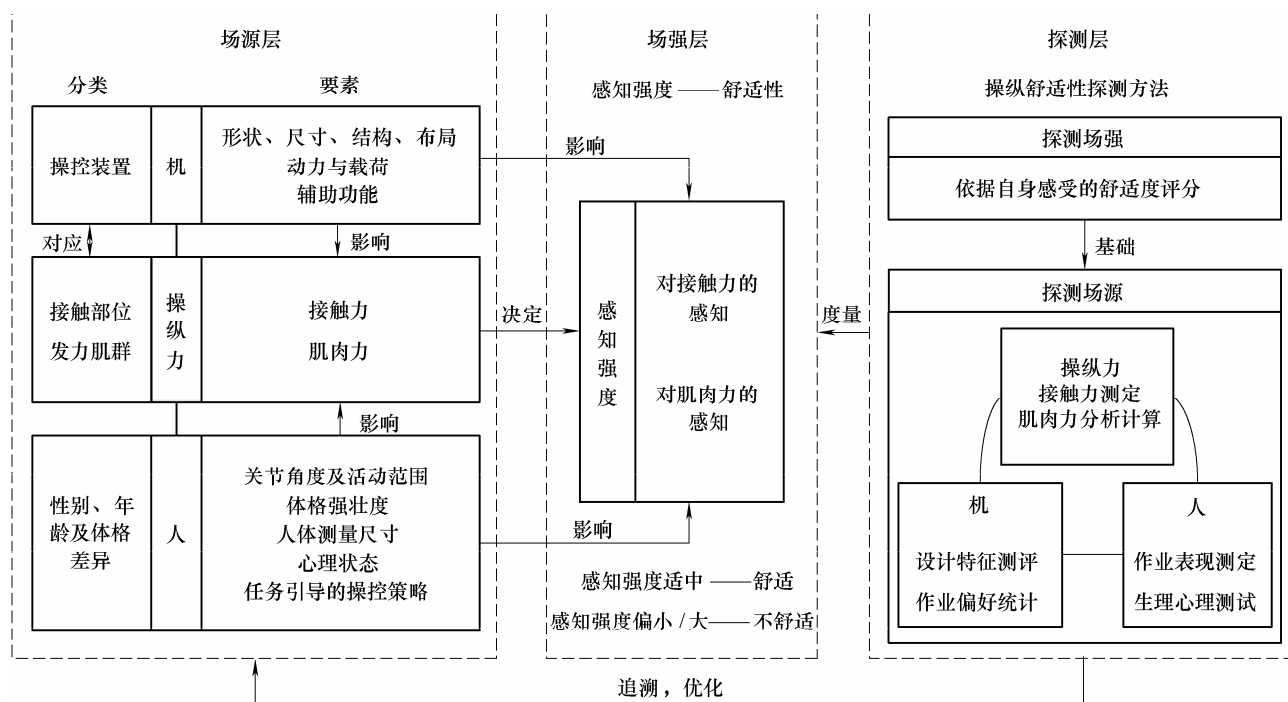 场源层
分类
要素
操控装置
机
形状、尺寸、结构、布局
动力与载荷
辅助功能
对应
影响
接触部位
发力肌群
操纵力
接触力
肌肉力
影响
性别、年
龄及体格
差异
人
关节角度及活动范围
体格强壮度
人体测量尺寸
心理状态
任务引导的操控策略
影响
决定
影响
场强层
感知强度——舒适性
感知强度
对接触力的
感知
对肌肉力的
感知
感知强度适中——舒适
感知强度偏小/大——不舒适
度量
探测层
操纵舒适性探测方法
探测场强
依据自身感受的舒适度评分
基础
探测场源
操纵力
接触力测定
肌肉力分析计算
机
设计特征测评
作业偏好统计
人
作业表现测定
生理心理测试
追溯，优化